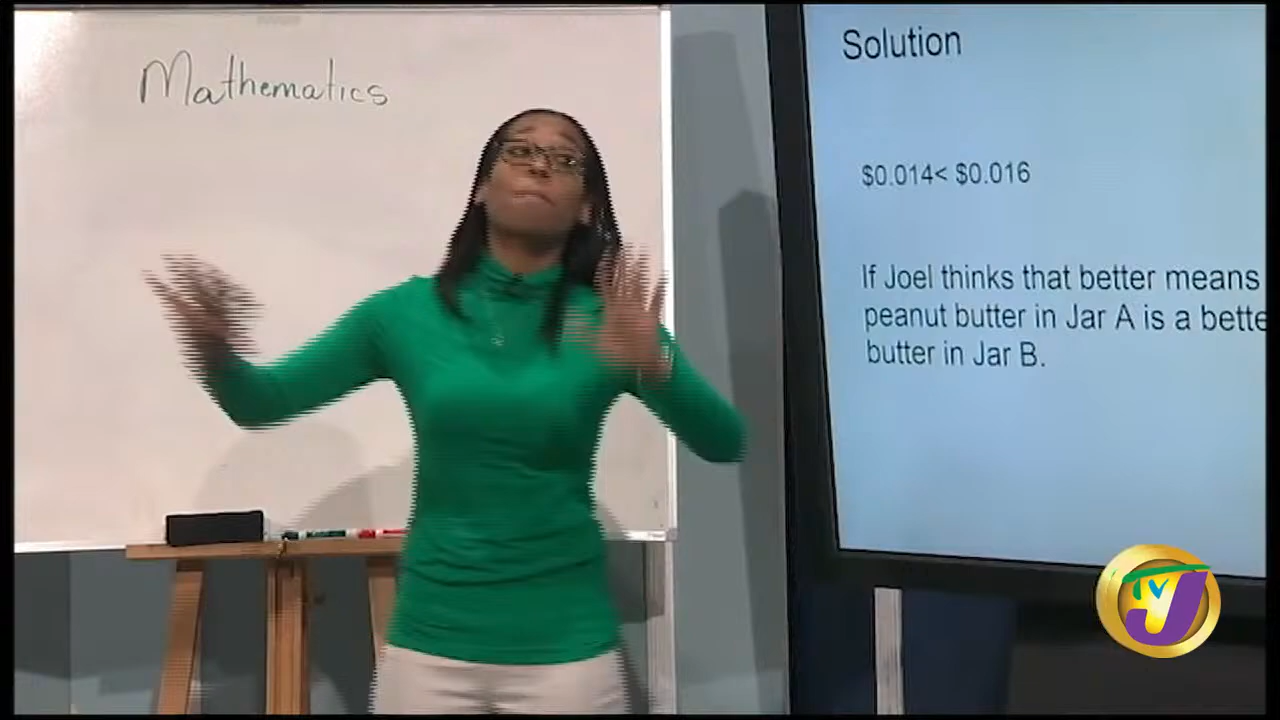 Mathematics
Solution
$0.014< $0.016
If Joel thinks that better means
peanut butter in Jar A is a bette
butter in Jar B.
TVJ